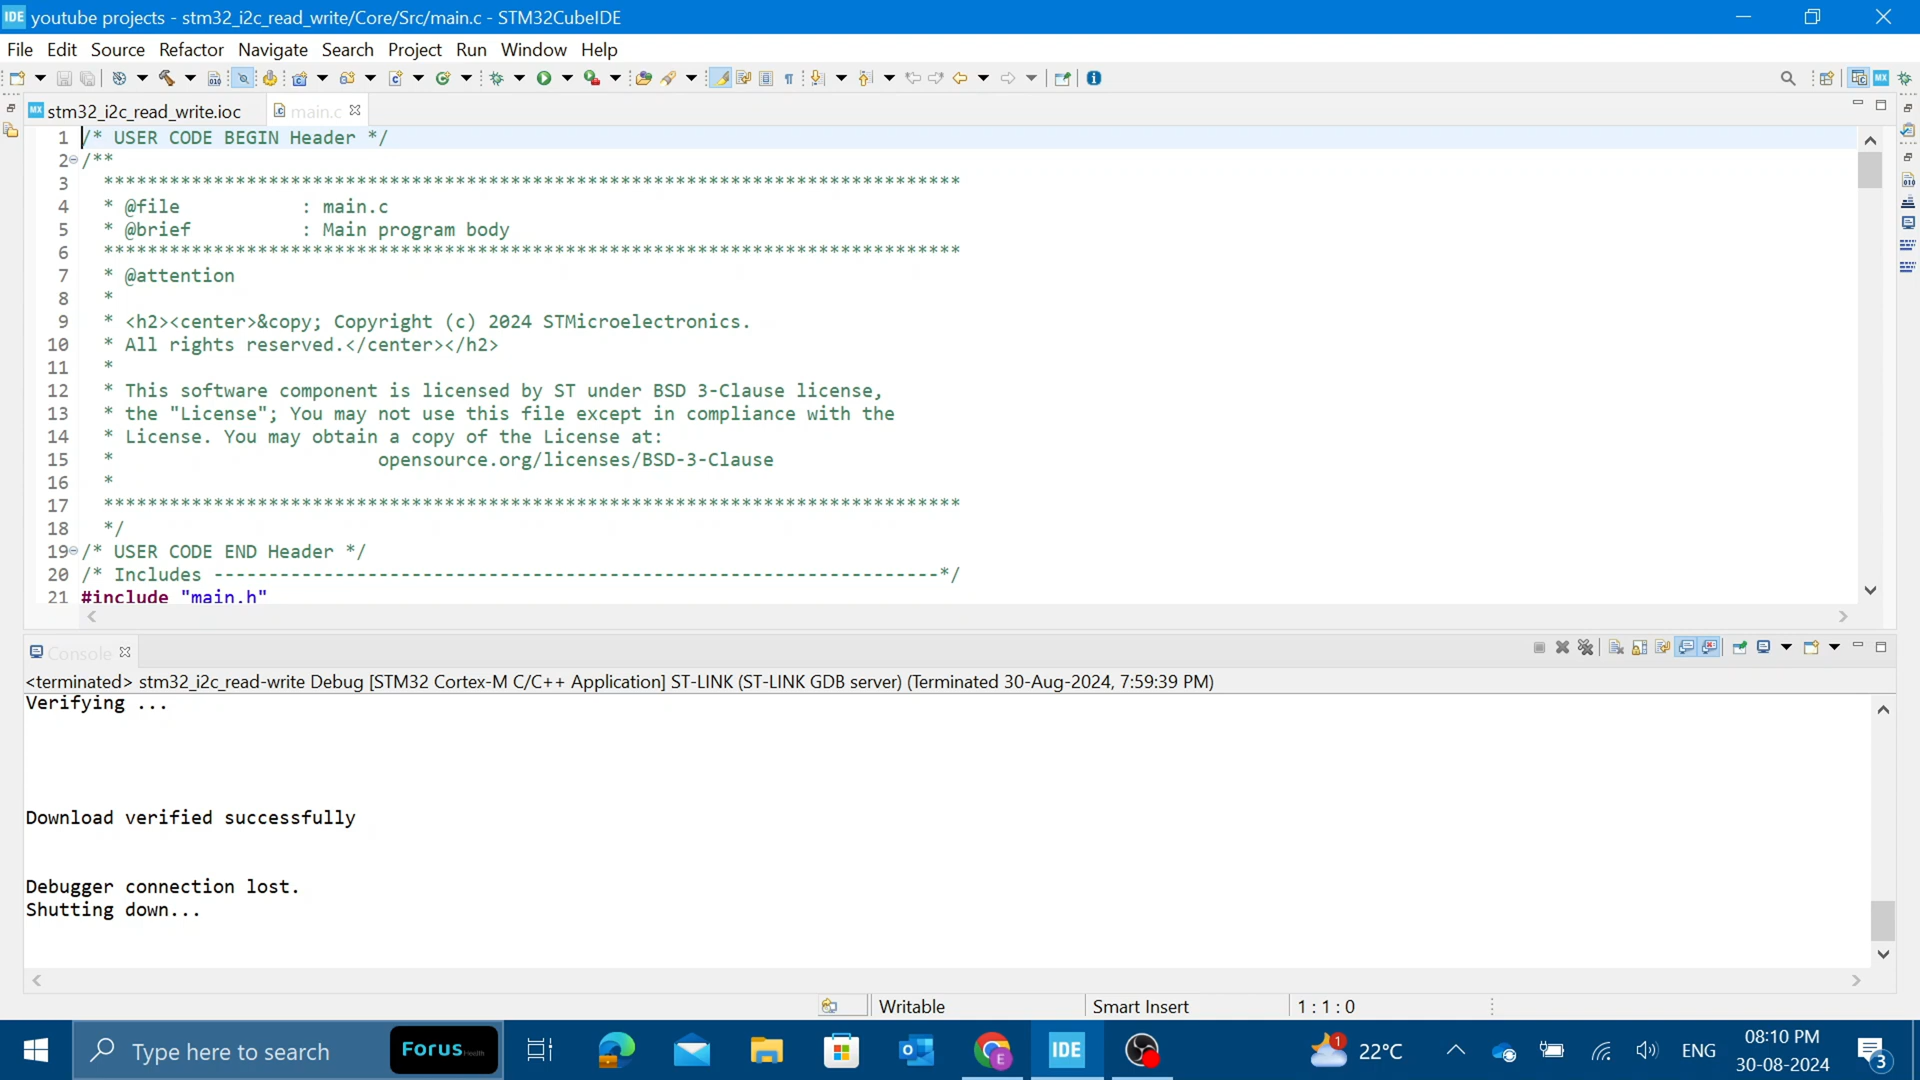 IDE youtube projects - stm32_i2c_read_write/Core/Src/main.c - STM32CubeIDE
File Edit Source Refactor Navigate Search Project Run Window Help
stm32_i2c_read_write.ioc main.c
1 /* USER CODE BEGIN Header */
2 /**
3 ******************************************************************************
4 * @file : main.c
5 * @brief : Main program body
6 ******************************************************************************
7 * @attention
8 *
9 * <h2><center>&copy; Copyright (c) 2024 STMicroelectronics.
10 * All rights reserved.</center></h2>
11 *
12 * This software component is licensed by ST under BSD 3-Clause license,
13 * the "License"; You may not use this file except in compliance with the
14 * License. You may obtain a copy of the License at:
15 * opensource.org/licenses/BSD-3-Clause
16 *
17 ******************************************************************************
18 */
19 /* USER CODE END Header */
20 /* Includes ------------------------------------------------------------------*/
21 #include "main.h"
Console
<terminated> stm32_i2c_read-write Debug [STM32 Cortex-M C/C++ Application] ST-LINK (ST-LINK GDB server) (Terminated 30-Aug-2024, 7:59:39 PM)
Verifying ...
Download verified successfully
Debugger connection lost.
Shutting down...
Writable Smart Insert 1 : 1 : 0
Type here to search Forus Health IDE 1 22°C ENG 08:10 PM
30-08-2024 3